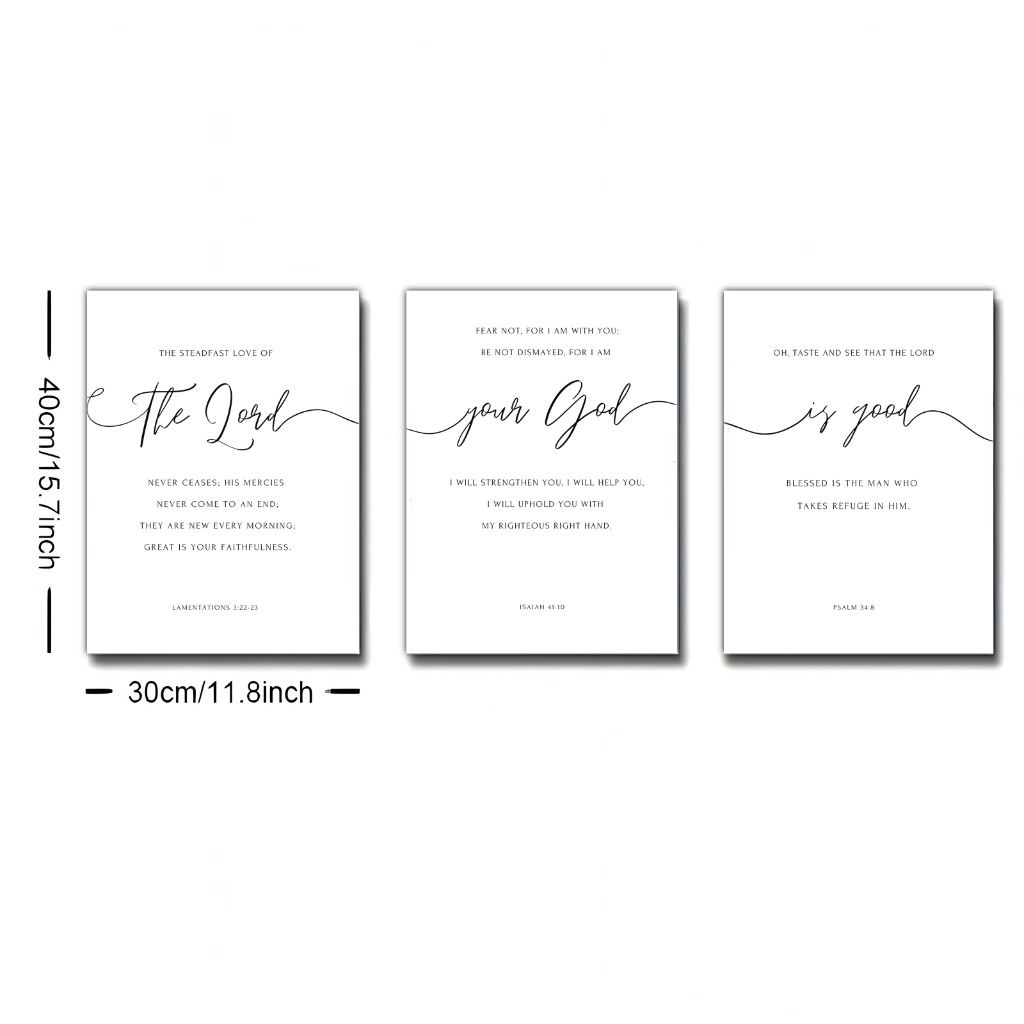 THE STEADFAST LOVE OF
The Lord
NEVER CEASES; HIS MERCIES
NEVER COME TO AN END;
THEY ARE NEW EVERY MORNING;
GREAT IS YOUR FAITHFULNESS.
LAMENTATIONS 3:22-23
FEAR NOT, FOR I AM WITH YOU;
BE NOT DISMAYED, FOR I AM
your God
I WILL STRENGTHEN YOU, I WILL HELP YOU,
I WILL UPHOLD YOU WITH
MY RIGHTEOUS RIGHT HAND.
ISAIAH 41:10
OH, TASTE AND SEE THAT THE LORD
is good
BLESSED IS THE MAN WHO
TAKES REFUGE IN HIM.
PSALM 34:8
40cm/15.7inch
30cm/11.8inch